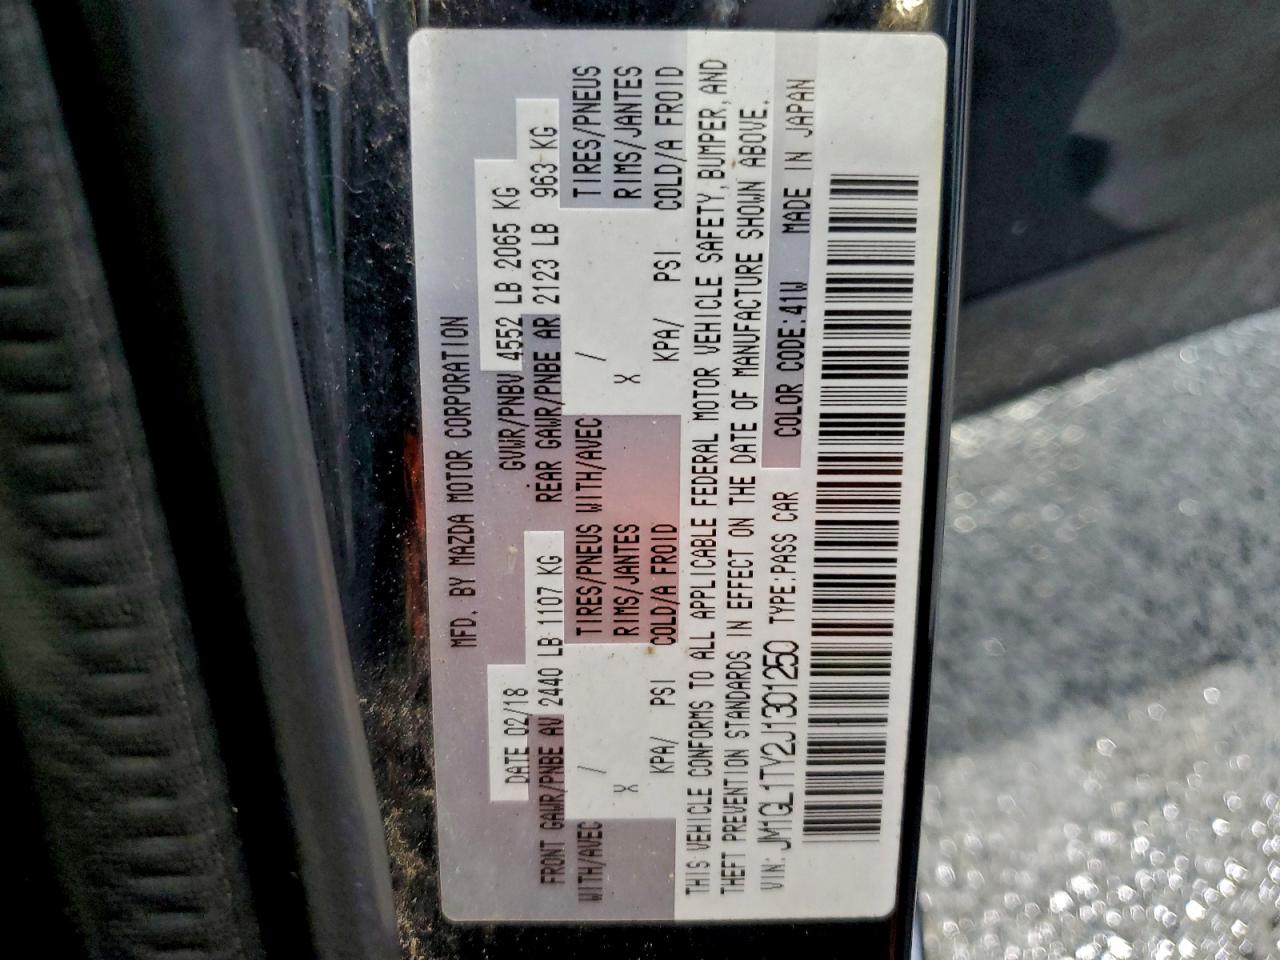 MFD. BY MAZDA MOTOR CORPORATION
DATE 02/18 GVWR/PNBV 4552 LB 2065 KG
FRONT GAWR/PNBE AV 2440 LB 1107 KG REAR GAWR/PNBE AR 2123 LB 963 KG
WITH/AVEC / TIRES/PNEUS WITH/AVEC / TIRES/PNEUS
X RIMS/JANTES X RIMS/JANTES
KPA/ PSI COLD/A FROID KPA/ PSI COLD/A FROID
THIS VEHICLE CONFORMS TO ALL APPLICABLE FEDERAL MOTOR VEHICLE SAFETY, BUMPER, AND
THEFT PREVENTION STANDARDS IN EFFECT ON THE DATE OF MANUFACTURE SHOWN ABOVE.
VIN: JM1GL1TY2J1301250 TYPE: PASS CAR COLOR CODE: 41W MADE IN JAPAN